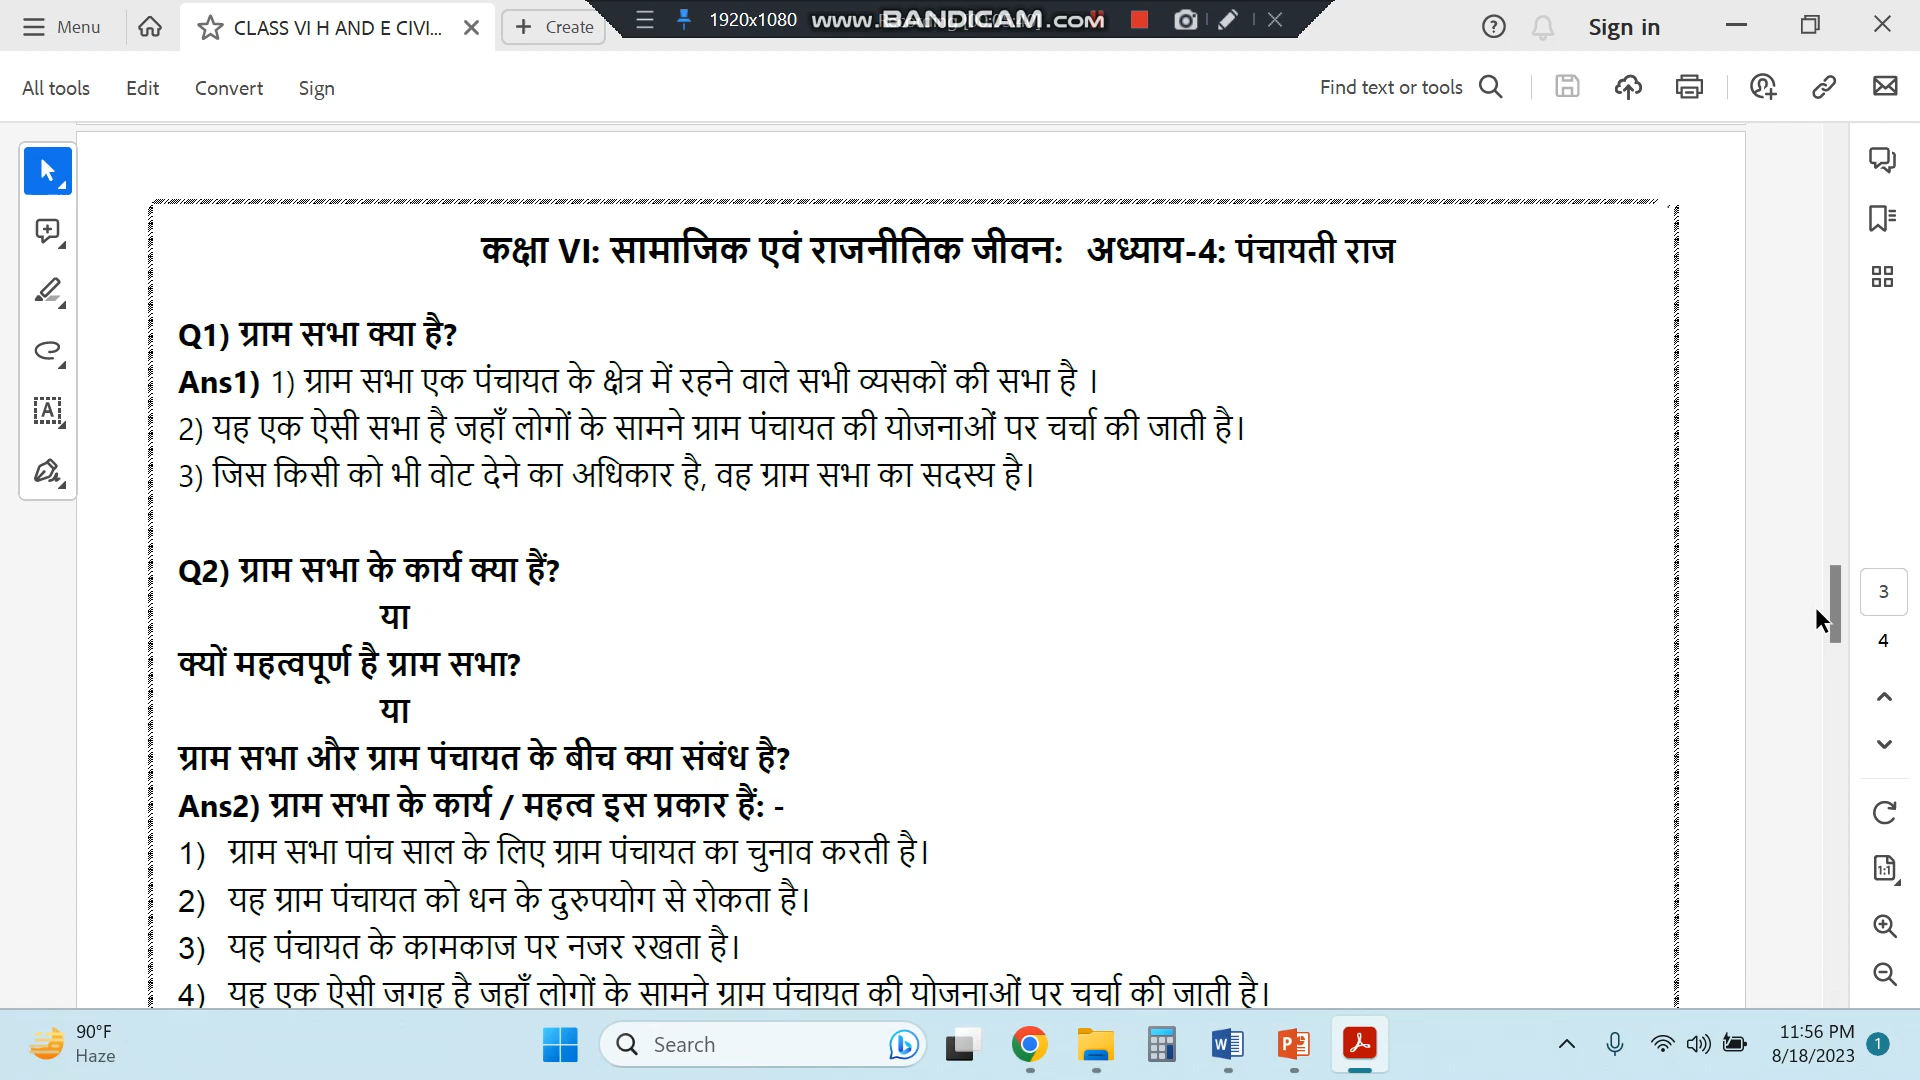 Menu
CLASS VI H AND E CIVI...
Create
1920x1080
www.BANDICAM.com
Sign in
All tools
Edit
Convert
Sign
Find text or tools
कक्षा VI: सामाजिक एवं राजनीतिक जीवन: अध्याय-4: पंचायती राज
Q1) ग्राम सभा क्या है?
Ans1) 1) ग्राम सभा एक पंचायत के क्षेत्र में रहने वाले सभी व्यसकों की सभा है ।
2) यह एक ऐसी सभा है जहाँ लोगों के सामने ग्राम पंचायत की योजनाओं पर चर्चा की जाती है।
3) जिस किसी को भी वोट देने का अधिकार है, वह ग्राम सभा का सदस्य है।
Q2) ग्राम सभा के कार्य क्या हैं?
या
क्यों महत्वपूर्ण है ग्राम सभा?
या
ग्राम सभा और ग्राम पंचायत के बीच क्या संबंध है?
Ans2) ग्राम सभा के कार्य / महत्व इस प्रकार हैं: -
1) ग्राम सभा पांच साल के लिए ग्राम पंचायत का चुनाव करती है।
2) यह ग्राम पंचायत को धन के दुरुपयोग से रोकता है।
3) यह पंचायत के कामकाज पर नजर रखता है।
4) यह एक ऐसी जगह है जहाँ लोगों के सामने ग्राम पंचायत की योजनाओं पर चर्चा की जाती है।
3
4
1:1
90°F
Haze
Search
11:56 PM
8/18/2023
1